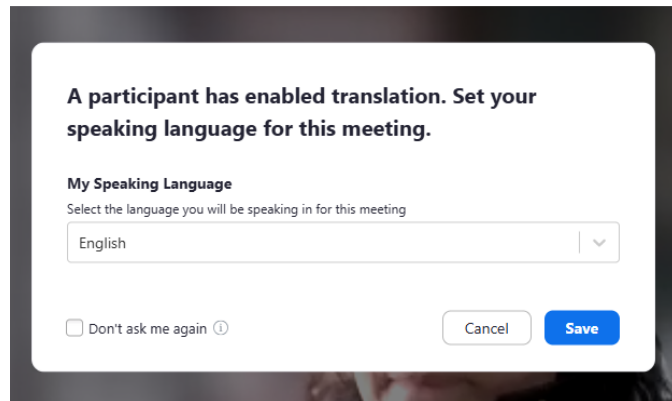 A participant has enabled translation. Set your
speaking language for this meeting.
My Speaking Language
Select the language you will be speaking in for this meeting
English
Don't ask me again
Cancel
Save